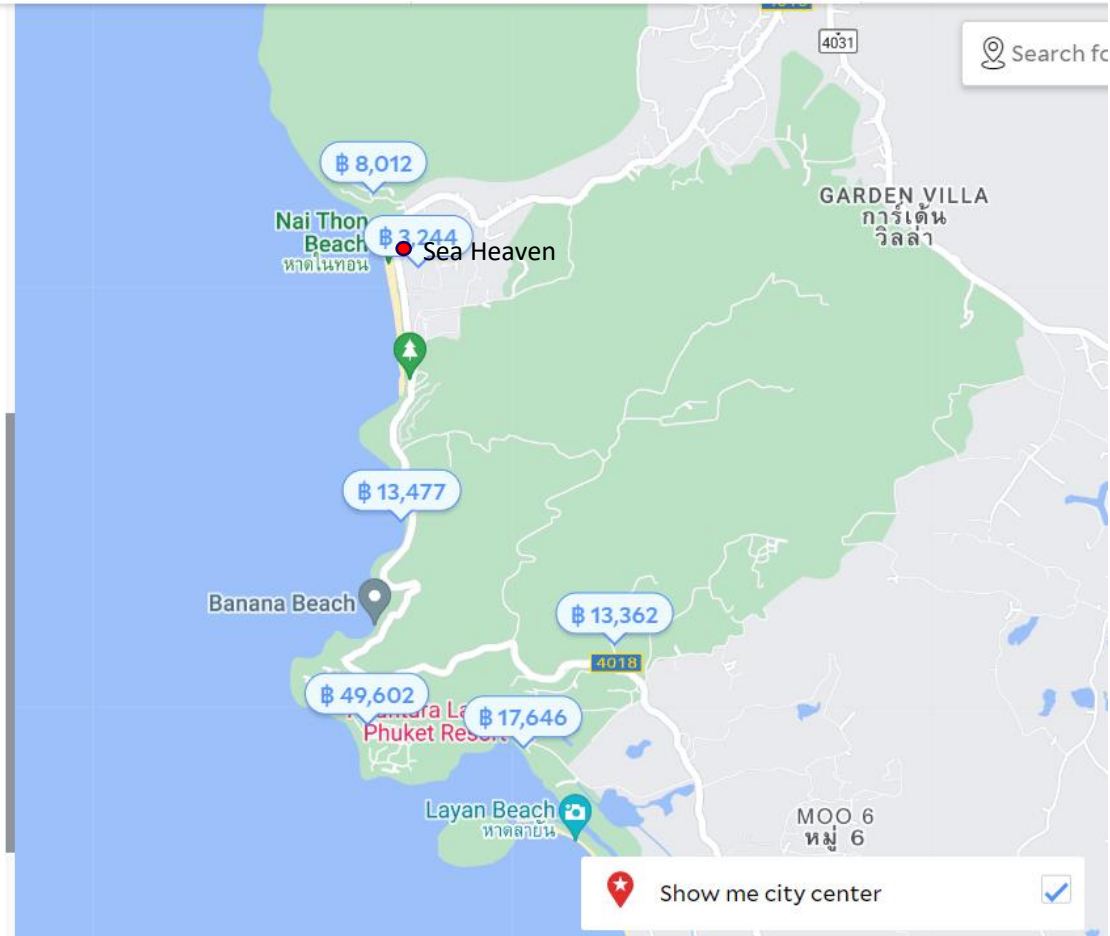 4018
4031
Search fo
฿ 8,012
GARDEN VILLA
การ์เด้น
วิลล่า
Nai Thon
Beach
หาดในทอน
฿ 3,244
Sea Heaven
฿ 13,477
Banana Beach
฿ 13,362
4018
฿ 49,602
฿ 17,646
Phuket Resort
Layan Beach
หาดลายัน
MOO 6
หมู่ 6
Show me city center